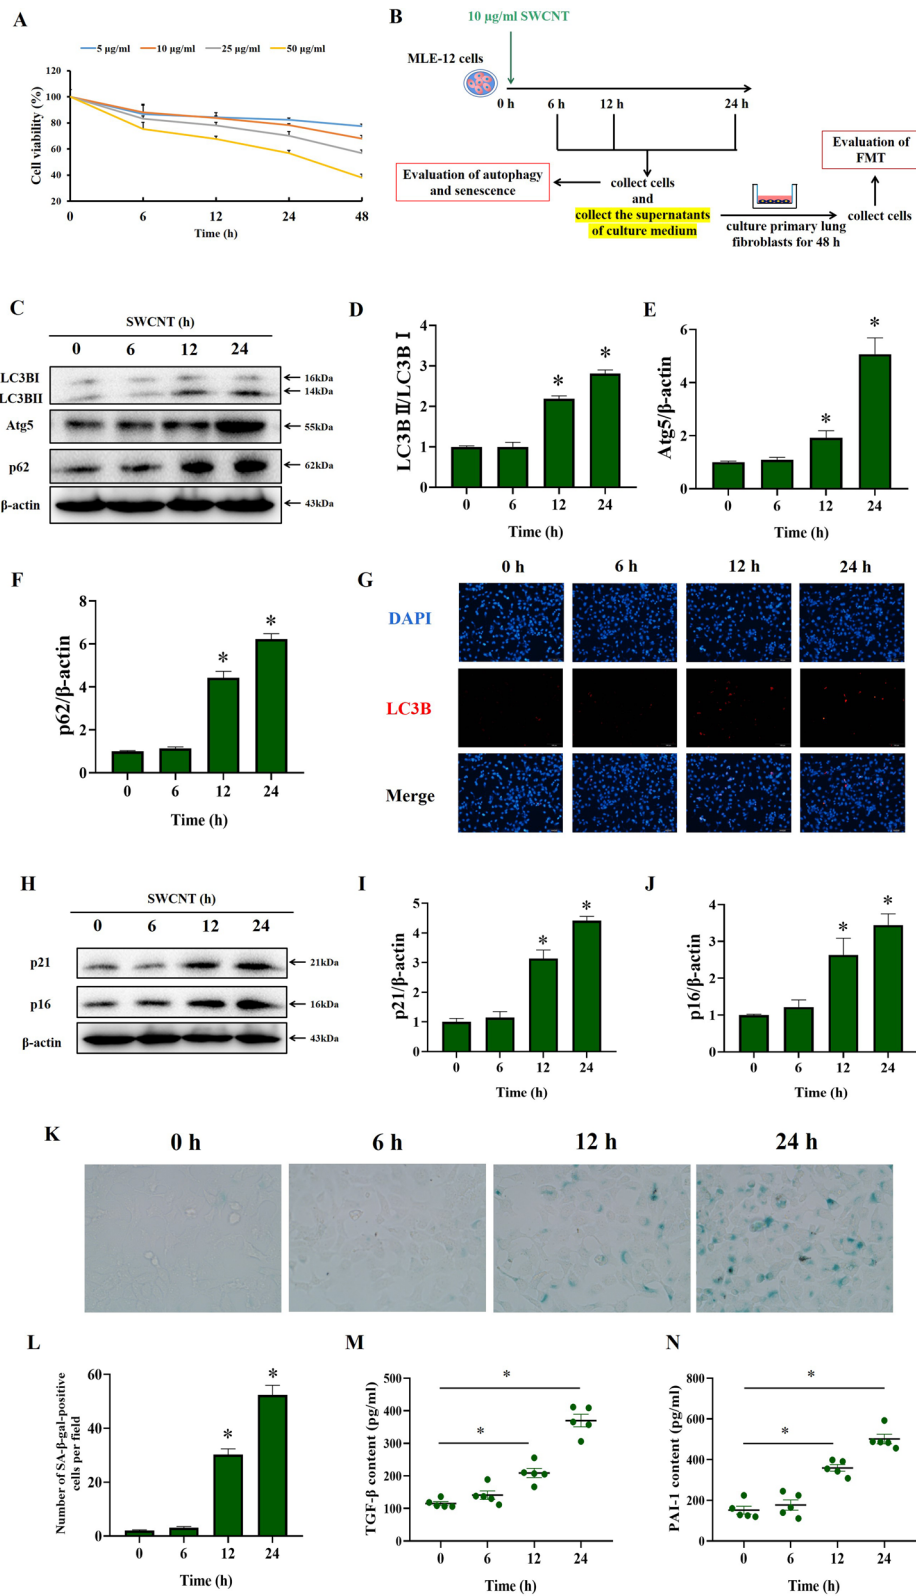 A
5 μg/ml 10 μg/ml 25 μg/ml 50 μg/ml
Cell viability (%)
120
100
80
60
40
20
0 6 12 24 48
Time (h)
B
10 μg/ml SWCNT
MLE-12 cells
0 h 6 h 12 h 24 h
Evaluation of autophagy
and senescence
collect cells
and
collect the supernatants
of culture medium
culture primary lung
fibroblasts for 48 h
collect cells
Evaluation of
FMT
C
SWCNT (h)
0 6 12 24
LC3BI 16kDa
LC3BII 14kDa
Atg5 55kDa
p62 62kDa
β-actin 43kDa
D
LC3B Ⅱ/LC3B Ⅰ
4
3
2
1
0
* *
0 6 12 24
Time (h)
E
Atg5/β-actin
6
4
2
0
* *
0 6 12 24
Time (h)
F
p62/β-actin
8
6
4
2
0
* *
0 6 12 24
Time (h)
G
0 h 6 h 12 h 24 h
DAPI
LC3B
Merge
H
SWCNT (h)
0 6 12 24
p21 21kDa
p16 16kDa
β-actin 43kDa
I
p21/β-actin
5
4
3
2
1
0
* *
0 6 12 24
Time (h)
J
p16/β-actin
4
3
2
1
0
* *
0 6 12 24
Time (h)
K
0 h 6 h 12 h 24 h
L
Number of SA-β-gal-positive
cells per field
60
40
20
0
* *
0 6 12 24
Time (h)
M
TGF-β content (pg/ml)
500
400
300
200
100
0
*
*
0 6 12 24
Time (h)
N
PAI-1 content (pg/ml)
800
600
400
200
0
*
*
0 6 12 24
Time (h)